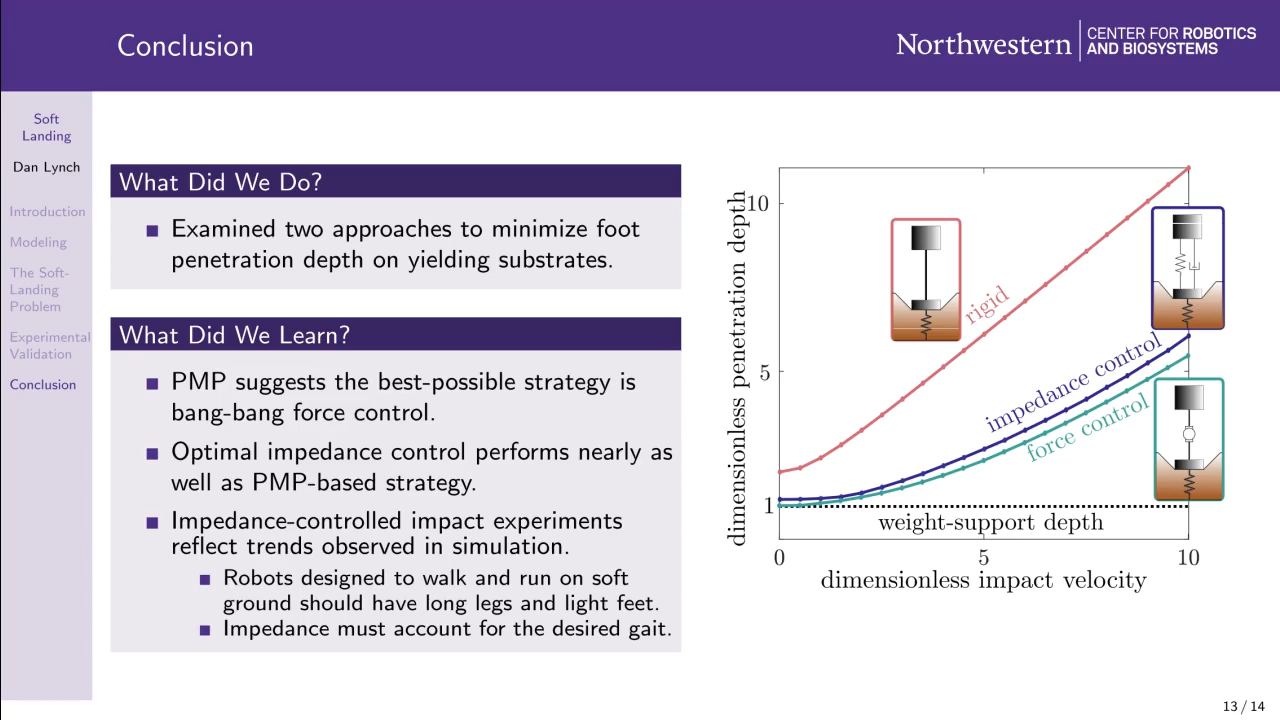 Conclusion
Northwestern
CENTER FOR ROBOTICS
AND BIOSYSTEMS
Soft
Landing
Dan Lynch
Introduction
Modeling
The Soft-
Landing
Problem
Experimental
Validation
Conclusion
What Did We Do?
Examined two approaches to minimize foot
penetration depth on yielding substrates.
What Did We Learn?
PMP suggests the best-possible strategy is
bang-bang force control.
Optimal impedance control performs nearly as
well as PMP-based strategy.
Impedance-controlled impact experiments
reflect trends observed in simulation.
Robots designed to walk and run on soft
ground should have long legs and light feet.
Impedance must account for the desired gait.
dimensionless penetration depth
10
5
1
rigid
impedance control
force control
weight-support depth
0
5
10
dimensionless impact velocity
13 / 14